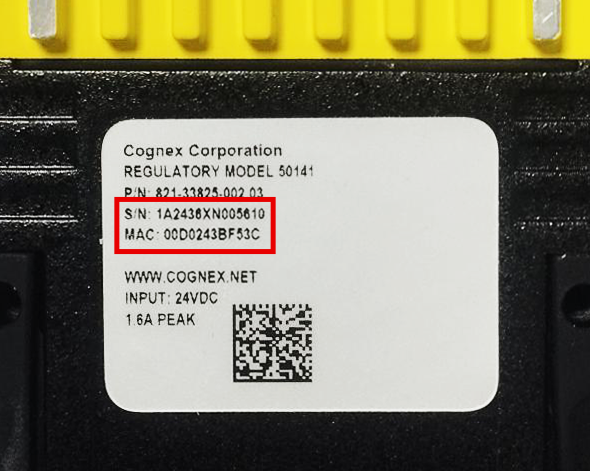 Cognex Corporation
REGULATORY MODEL 50141
P/N: 821-33825-002 03
S/N: 1A2436XN005610
MAC: 00D0243BF53C
WWW.COGNEX.NET
INPUT: 24VDC
1.6A PEAK